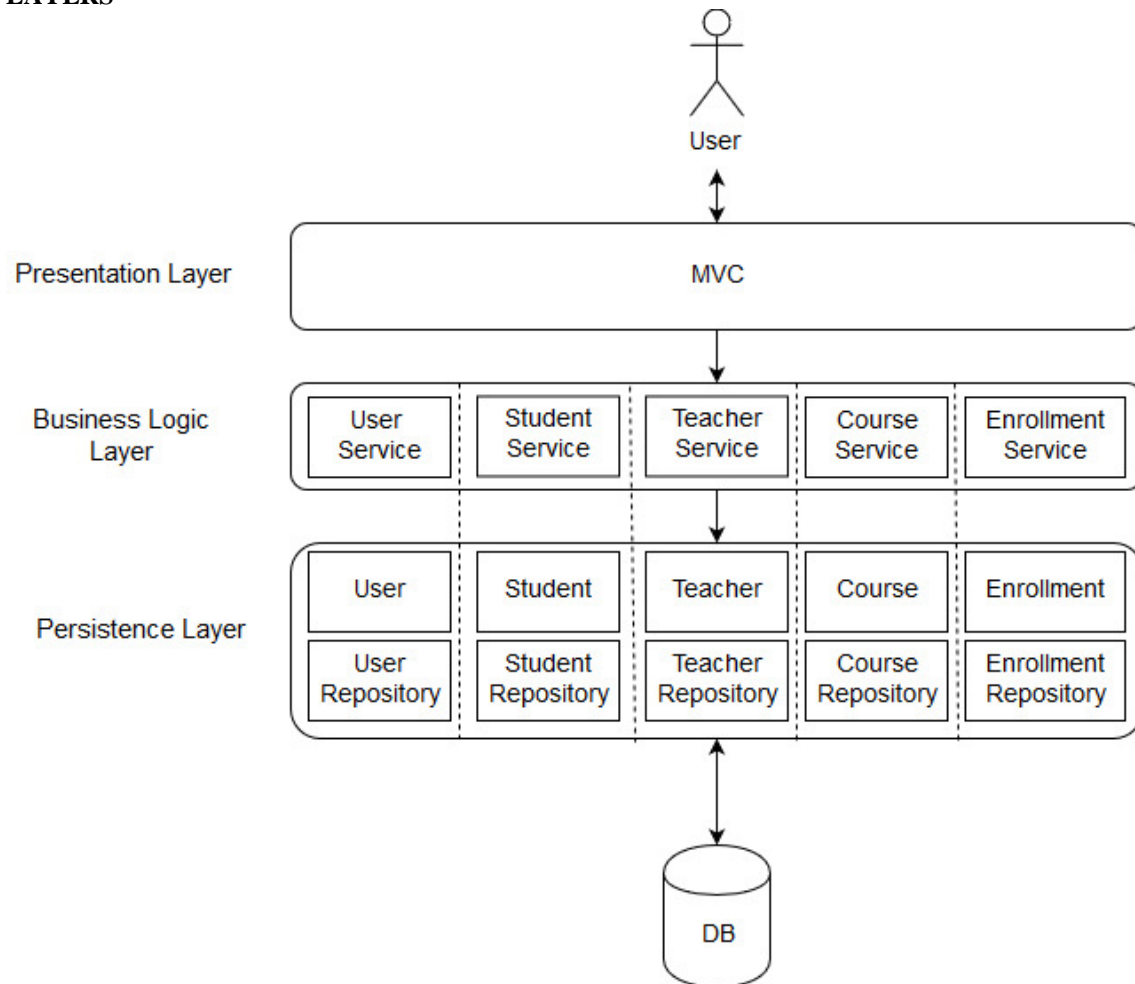 LAYERS
User
Presentation Layer
MVC
Business Logic
Layer
User
Service
Student
Service
Teacher
Service
Course
Service
Enrollment
Service
Persistence Layer
User
Student
Teacher
Course
Enrollment
User
Repository
Student
Repository
Teacher
Repository
Course
Repository
Enrollment
Repository
DB